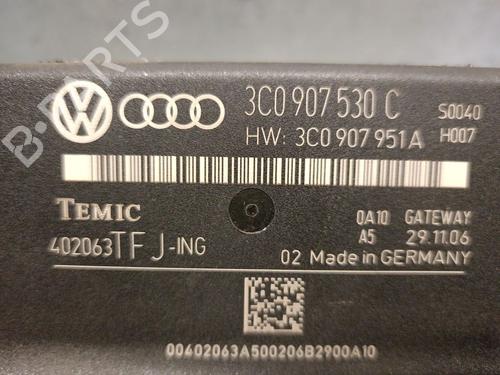 B-PARTS
3C0 907 530 C S0040
HW: 3C0 907 951A H007
TEMIC 0A10 GATEWAY
402063TFJ-ING A5 29.11.06
02 Made in GERMANY
00402063A500206B2900A10